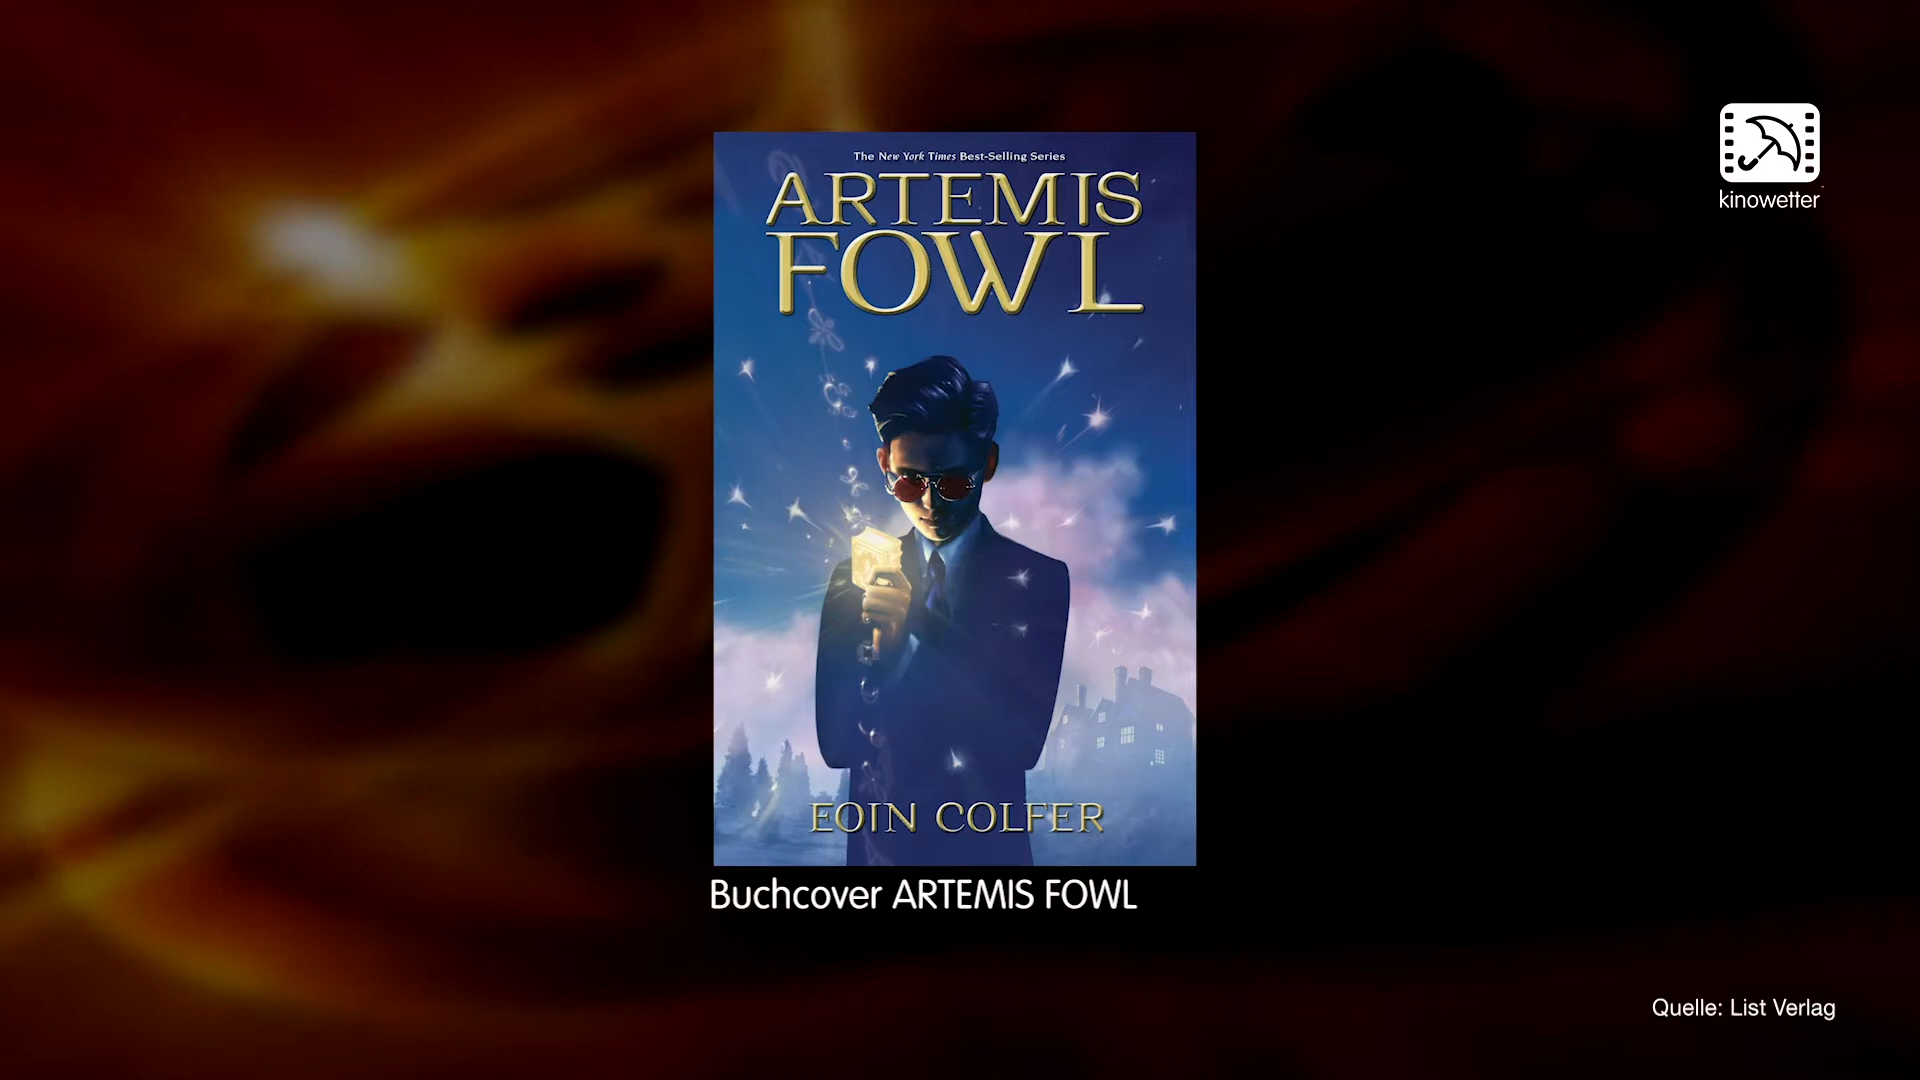 The New York Times Best-Selling Series
ARTEMIS
FOWL
EOIN COLFER
Buchcover ARTEMIS FOWL
kinowetter
Quelle: List Verlag